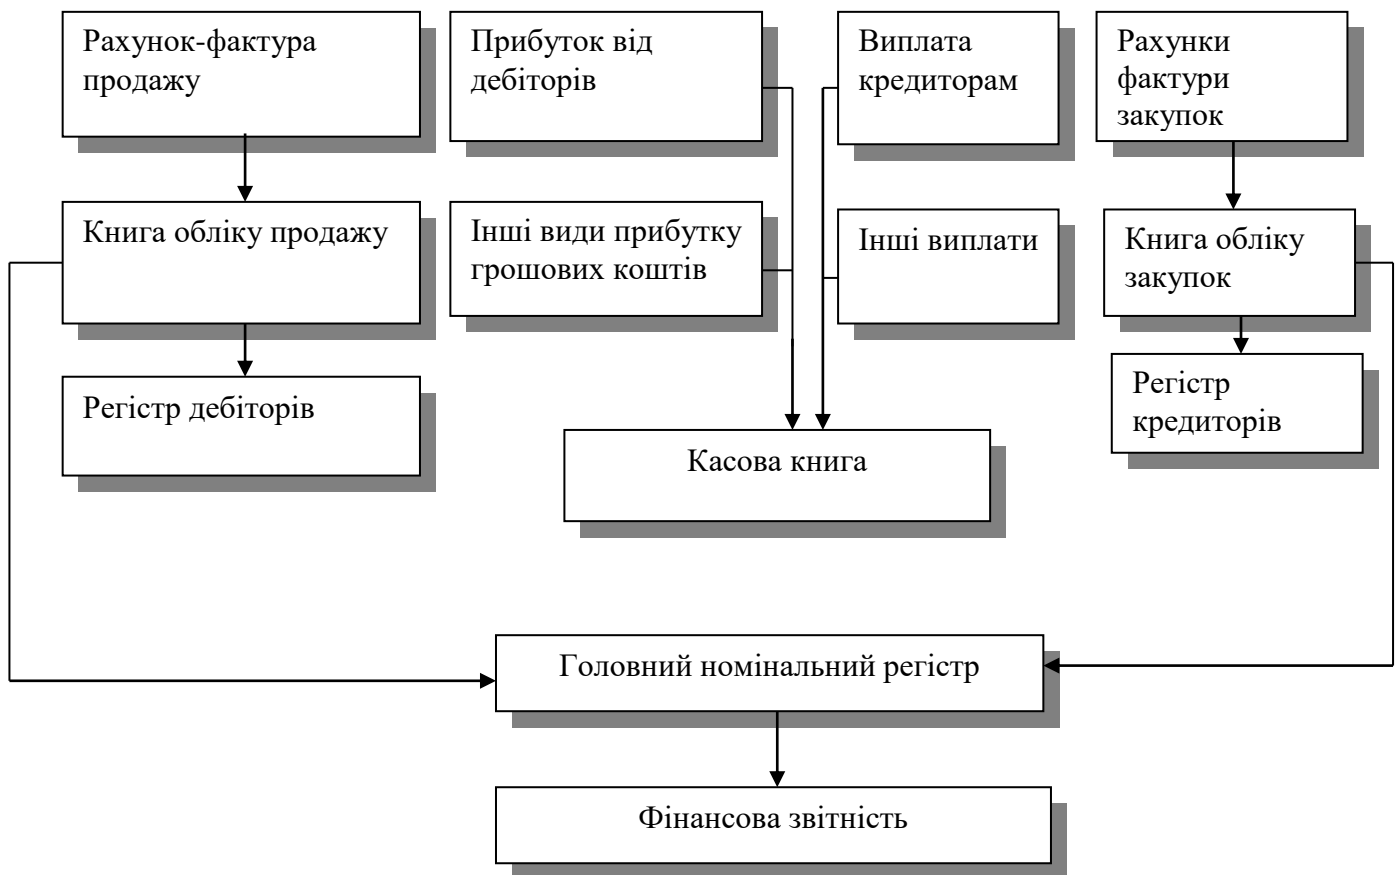 Рахунок-фактура
продажу
Прибуток від
дебіторів
Виплата
кредиторам
Рахунки
фактури
закупок
Книга обліку продажу
Інші види прибутку
грошових коштів
Інші виплати
Книга обліку
закупок
Регістр дебіторів
Регістр
кредиторів
Касова книга
Головний номінальний регістр
Фінансова звітність